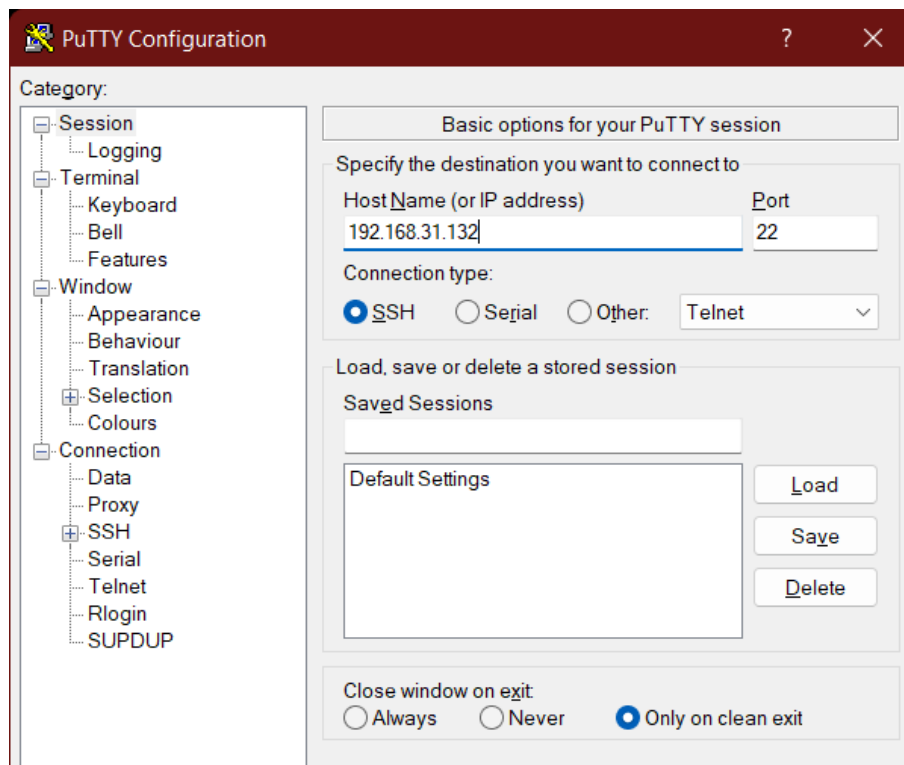 PuTTY Configuration
?
Category:
Session
Logging
Terminal
Keyboard
Bell
Features
Window
Appearance
Behaviour
Translation
Selection
Colours
Connection
Data
Proxy
SSH
Serial
Telnet
Rlogin
SUPDUP
Basic options for your PuTTY session
Specify the destination you want to connect to
Host Name (or IP address) Port
192.168.31.132 22
Connection type:
SSH Serial Other: Telnet
Load, save or delete a stored session
Saved Sessions
Default Settings
Load
Save
Delete
Close window on exit:
Always Never Only on clean exit